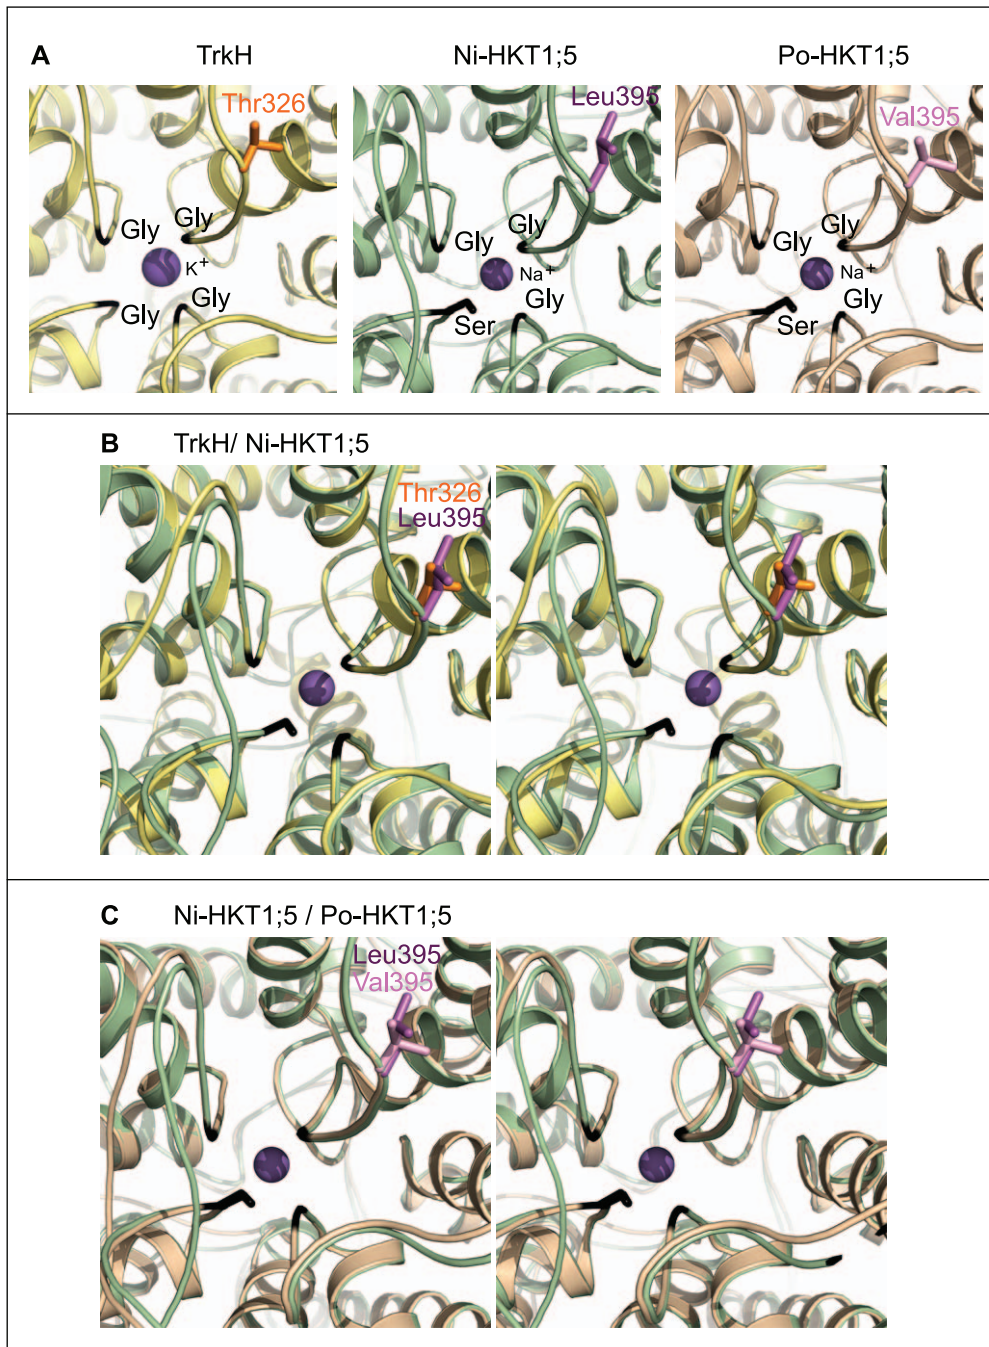 A TrkH Ni-HKT1;5 Po-HKT1;5
Thr326 Leu395 Val395
Gly Gly K+ Gly Gly
Gly Gly Na+ Gly Ser
Gly Gly Na+ Gly Ser
B TrkH/ Ni-HKT1;5
Thr326
Leu395
C Ni-HKT1;5 / Po-HKT1;5
Leu395
Val395